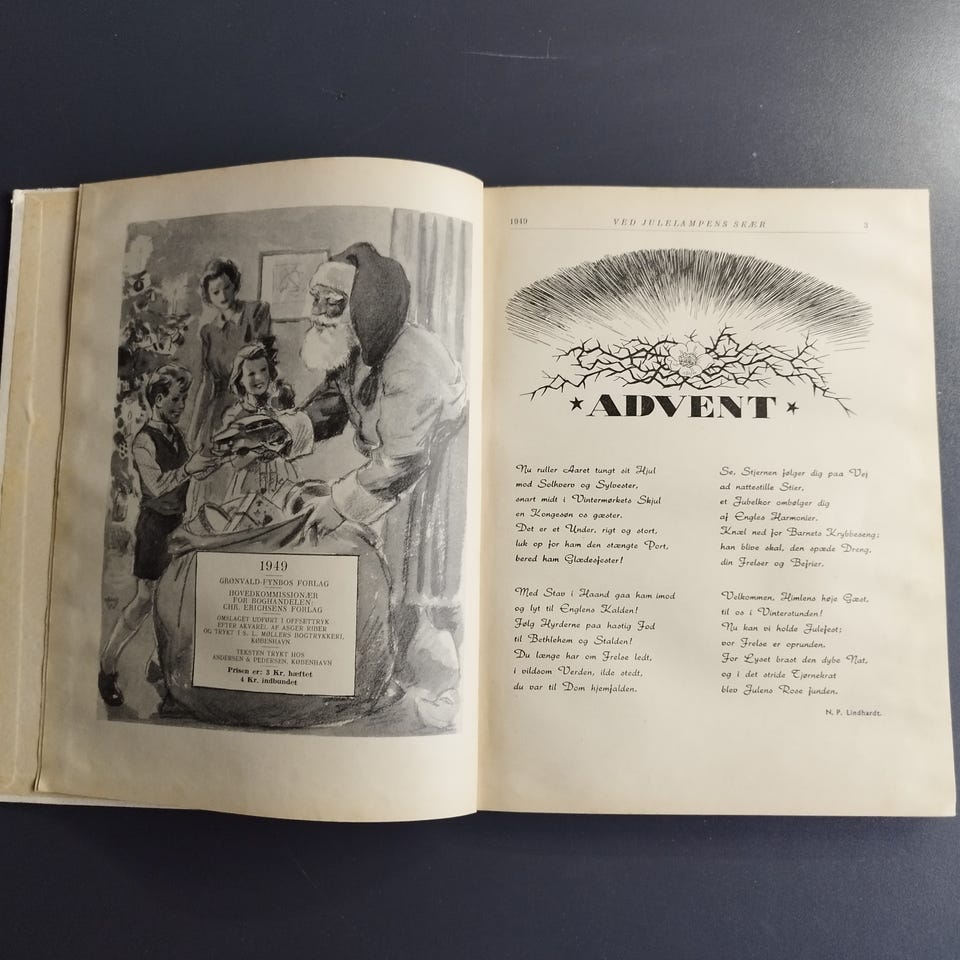 1949
GRØNVALD-FYNBOS FORLAG
HOVEDKOMMISSIONÆR
FOR BOGHANDELEN:
CHR. ERICHSENS FORLAG
OMSLAGET UDFØRT I OFFSETTRYK
EFTER AKVAREL AF ASGER RIBER
OG TRYKT I S. L. MØLLERS BOGTRYKKERI,
KØBENHAVN
TEKSTEN TRYKT HOS
ANDERSEN & PEDERSEN, KØBENHAVN
Prisen er: 3 Kr. hæftet
4 Kr. indbundet
1949 VED JULELAMPENS SKÆR 3
ADVENT
Nu ruller Aaret tungt sit Hjul
mod Solhverv og Sylvester,
snart midt i Vintermørkets Skjul
en Kongesøn os gæster.
Det er et Under, rigt og stort,
luk op for ham den stængte Port,
bered ham Glædesfester!
Med Stav i Haand gaa ham imod
og lyt til Englens Kalden!
Følg Hyrderne paa hastig Fod
til Bethlehem og Stalden!
Du længe har om Frelse ledt,
i vildsom Verden, ilde stedt,
du var til Dom hjemfalden.
Se, Stjernen følger dig paa Vej
ad nattestille Stier,
et Jubelkor ombølger dig
af Engles Harmonier.
Knæl ned for Barnets Krybbeseng;
han blive skal, den spæde Dreng,
din Frelser og Befrier.
Velkommen, Himlens høje Gæst,
til os i Vinterstunden!
Nu kan vi holde Julefest;
vor Frelse er oprunden.
For Lyset brast den dybe Nat,
og i det stride Tjørnekrat
blev Julens Rose funden.
N. P. Lindhardt.